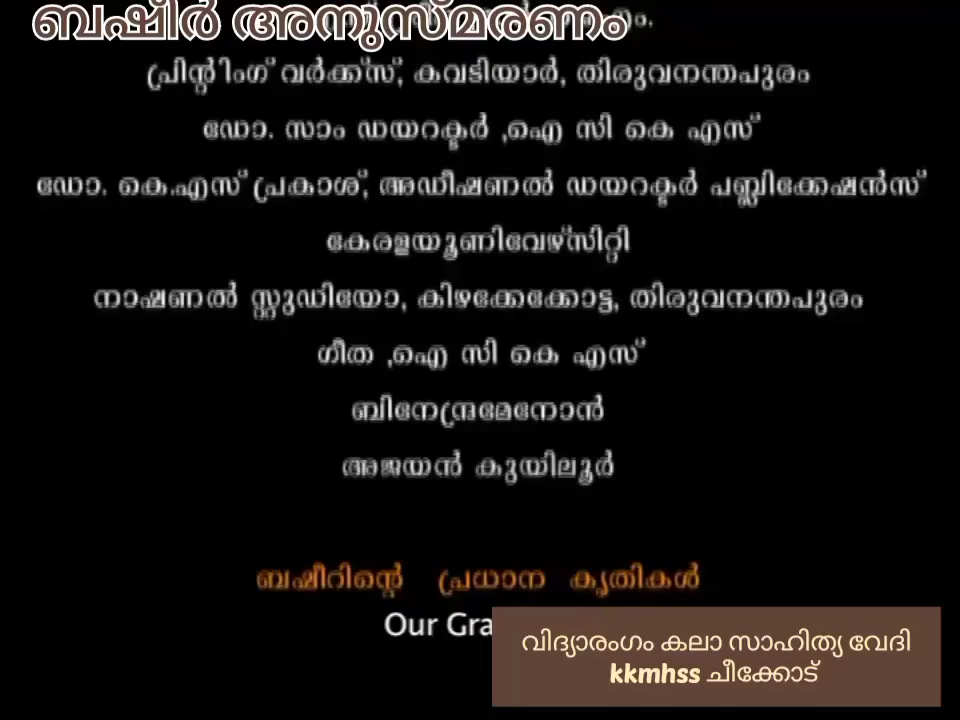 ബഷീർ അനുസ്മരണം
പ്രിന്റിംഗ് വർക്ക്സ്, കവടിയാർ, തിരുവനന്തപുരം
ഡോ. സാം ഡയറക്ടർ ,ഐ സി കെ എസ്
ഡോ. കെ.എസ് പ്രകാശ്, അഡീഷണൽ ഡയറക്ടർ പബ്ലിക്കേഷൻസ്
കേരളയൂണിവേഴ്സിറ്റി
നാഷണൽ സ്റ്റുഡിയോ, കിഴക്കേക്കോട്ട, തിരുവനന്തപുരം
ഗീത ,ഐ സി കെ എസ്
ബിനേന്ദ്രമേനോൻ
അജയൻ കുയിലൂർ
ബഷീറിന്റെ പ്രധാന കൃതികൾ
Our Gra
വിദ്യാരംഗം കലാ സാഹിത്യ വേദി
kkmhss ചീക്കോട്